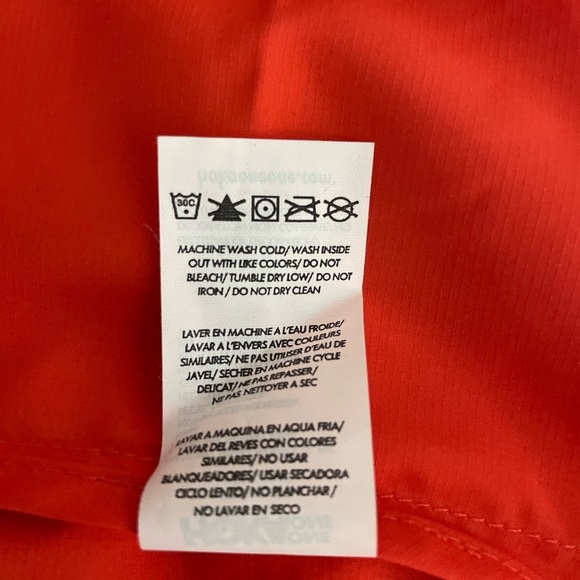 30C
MACHINE WASH COLD/ WASH INSIDE
OUT WITH LIKE COLORS/ DO NOT
BLEACH/ TUMBLE DRY LOW/ DO NOT
IRON / DO NOT DRY CLEAN
LAVER EN MACHINE A L'EAU FROIDE/
LAVAR A L'ENVERS AVEC COULEURS
SIMILAIRES/ NE PAS UTILISER D'EAU DE
JAVEL/ SECHER EN MACHINE CYCLE
DELICAT/ NE PAS REPASSER/
NE PAS NETTOYER A SEC
LAVAR A MAQUINA EN AQUA FRIA/
LAVAR DEL REVES CON COLORES
SIMILARES/ NO USAR
BLANQUEADORES/ USAR SECADORA
CICLO LENTO/ NO PLANCHAR /
NO LAVAR EN SECO